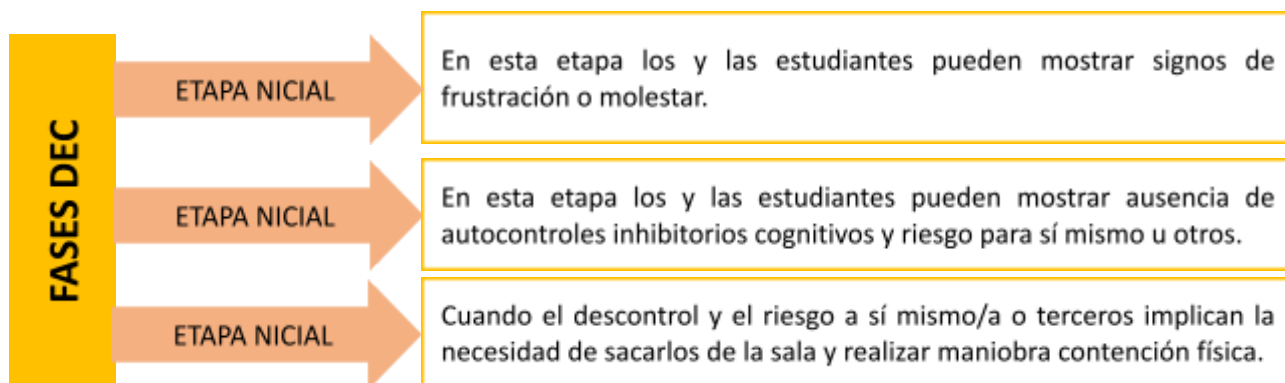 FASES DEC
ETAPA NICIAL
En esta etapa los y las estudiantes pueden mostrar signos de
frustración o molestar.
ETAPA NICIAL
En esta etapa los y las estudiantes pueden mostrar ausencia de
autocontroles inhibitorios cognitivos y riesgo para sí mismo u otros.
ETAPA NICIAL
Cuando el descontrol y el riesgo a sí mismo/a o terceros implican la
necesidad de sacarlos de la sala y realizar maniobra contención física.